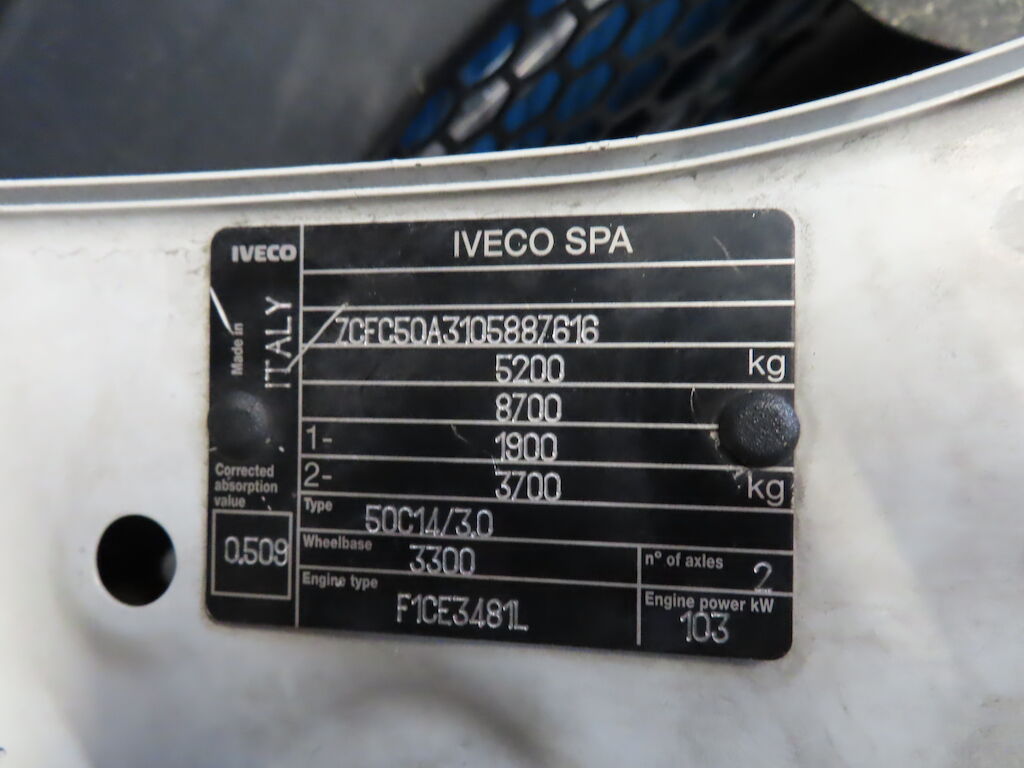 IVECO
IVECO SPA
Made in
ITALY
ZCFC50A3105887616
5200 kg
8700
1- 1900
2- 3700 kg
Corrected
absorption
value
0.509
Type
50C14/3.0
Wheelbase
3300
n° of axles 2
Engine type
F1CE3481L
Engine power kW
103